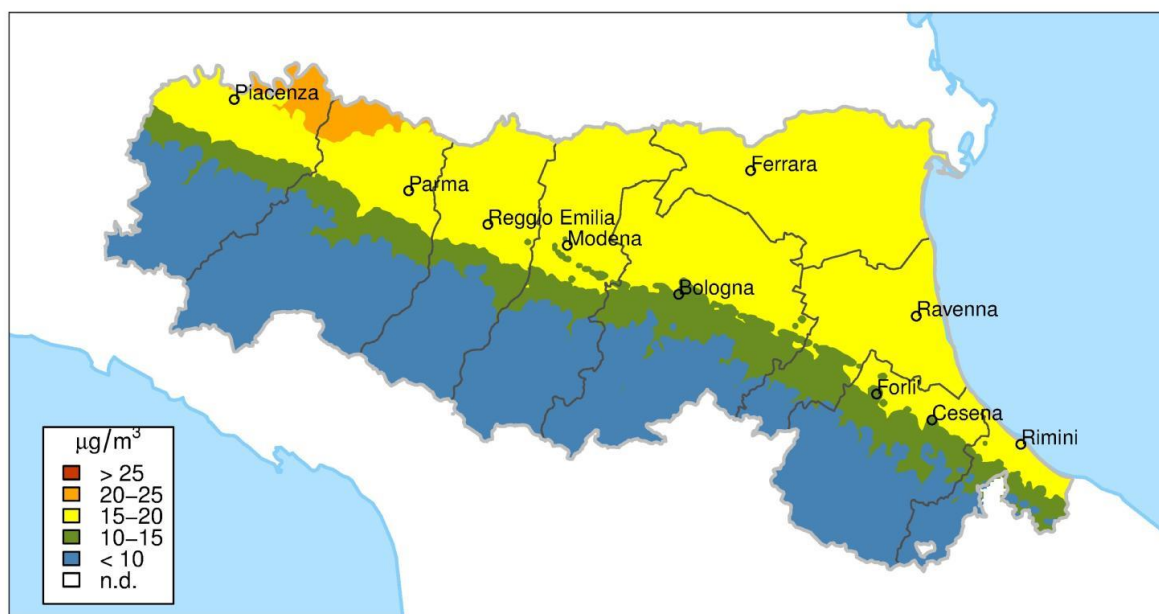 Piacenza
Parma
Ferrara
Reggio Emilia
Modena
Bologna
Ravenna
Forli'
Cesena
Rimini
µg/m³
> 25
20−25
15−20
10−15
< 10
n.d.